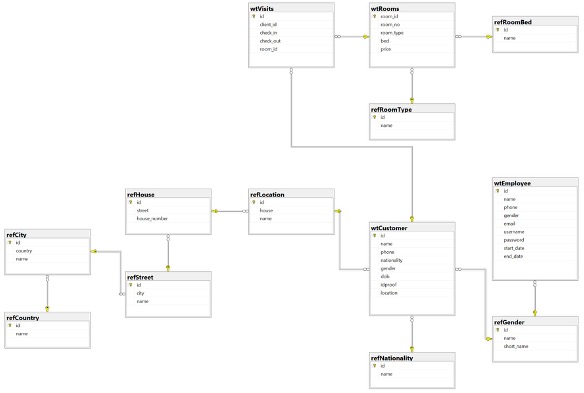 wtVisits
id
client_id
check_in
check_out
room_id
wtRooms
room_id
room_no
room_type
bed
price
refRoomBed
id
name
refRoomType
id
name
refHouse
id
street
house_number
refLocation
id
house
name
wtEmployee
id
name
phone
gender
email
username
password
start_date
end_date
refCity
id
country
name
wtCustomer
id
name
phone
nationality
gender
dob
idproof
location
refStreet
id
city
name
refCountry
id
name
refGender
id
name
short_name
refNationality
id
name